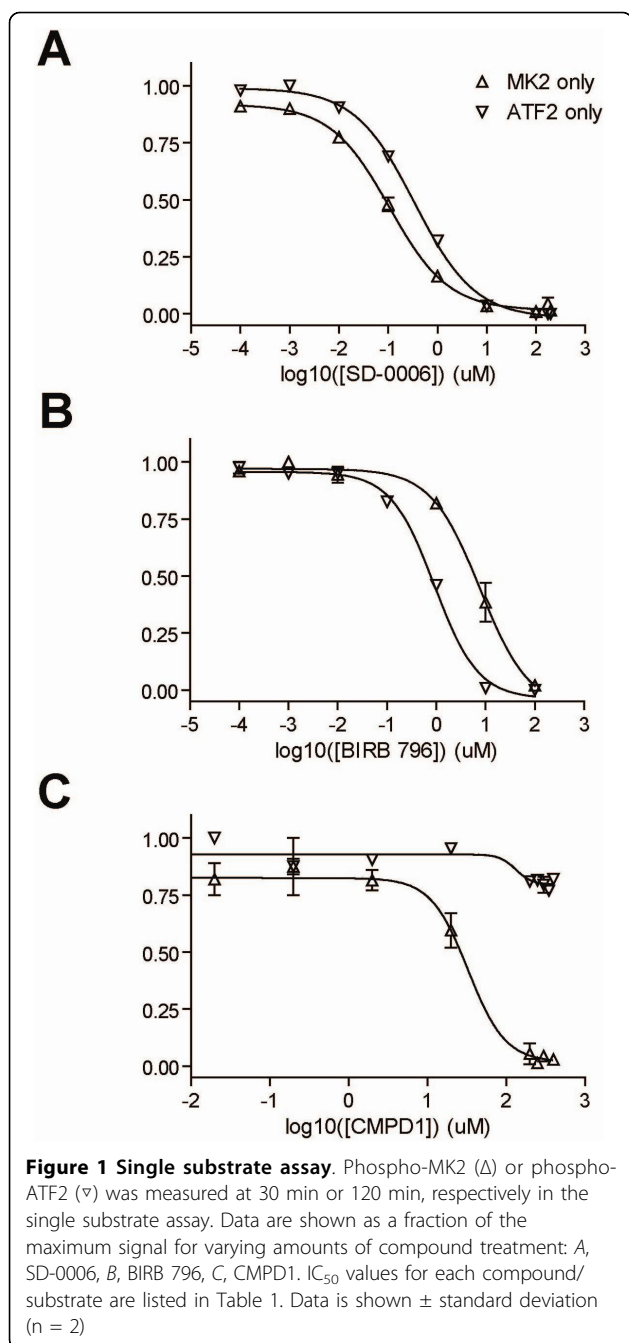 A
1.00
0.75
0.50
0.25
0.00
△ MK2 only
▽ ATF2 only
-5 -4 -3 -2 -1 0 1 2 3
log10([SD-0006]) (uM)
B
1.00
0.75
0.50
0.25
0.00
-5 -4 -3 -2 -1 0 1 2 3
log10([BIRB 796]) (uM)
C
1.00
0.75
0.50
0.25
0.00
-2 -1 0 1 2 3
log10([CMPD1]) (uM)
Figure 1 Single substrate assay. Phospho-MK2 (Δ) or phospho-
ATF2 (▿) was measured at 30 min or 120 min, respectively in the
single substrate assay. Data are shown as a fraction of the
maximum signal for varying amounts of compound treatment: A,
SD-0006, B, BIRB 796, C, CMPD1. IC50 values for each compound/
substrate are listed in Table 1. Data is shown ± standard deviation
(n = 2)